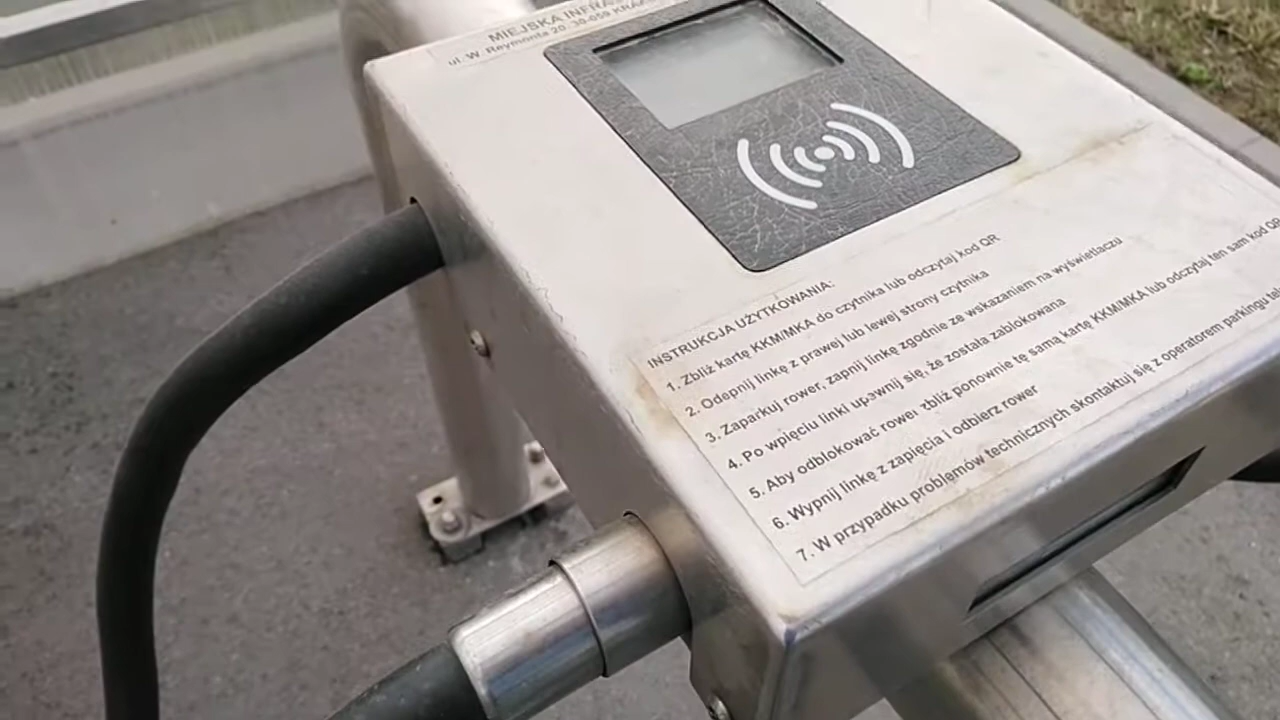 MIEJSKA
ul. W. Reymonta 20, 30-059
INSTRUKCJA UŻYTKOWANIA:
1. Zbliż kartę KKM/MKA do czytnika lub odczytaj kod QR
2. Odepnij linkę z prawej lub lewej strony czytnika
3. Zaparkuj rower, zapnij linkę zgodnie ze wskazaniem na wyświetlaczu
4. Po wpięciu linki upewnij się, że została zablokowana
5. Aby odblokować rower zbliż ponownie tę samą kartę KKM/MKA lub odczytaj ten sam kod QR
6. Wypnij linkę z zapięcia i odbierz rower
7. W przypadku problemów technicznych skontaktuj się z operatorem parkingu